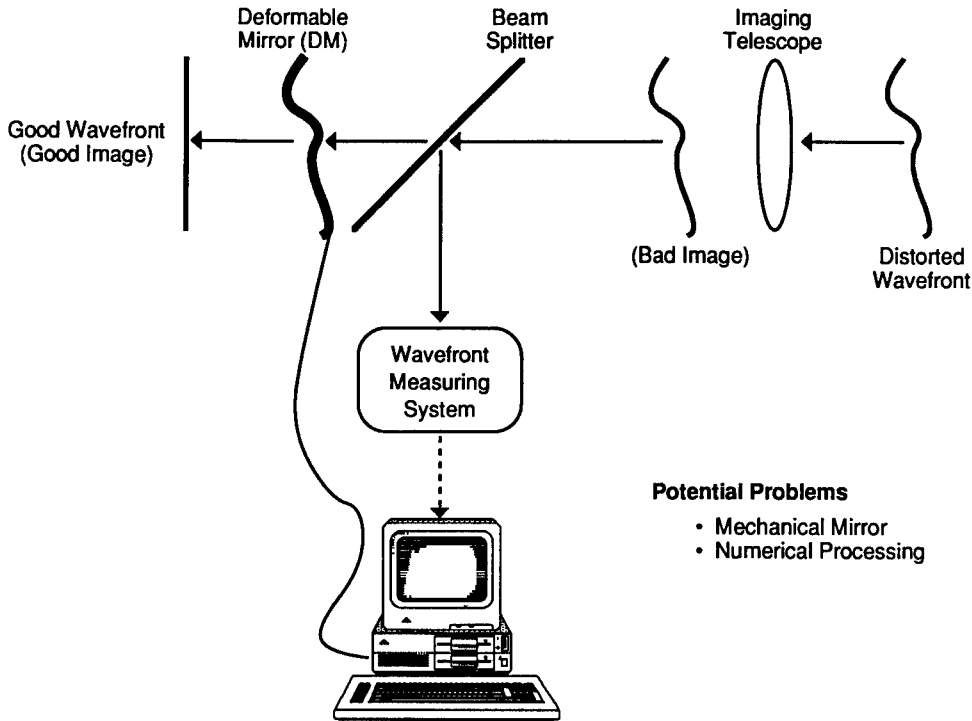 Deformable
Mirror (DM)
Beam
Splitter
Imaging
Telescope
Good Wavefront
(Good Image)
(Bad Image)
Distorted
Wavefront
Wavefront
Measuring
System
Potential Problems
• Mechanical Mirror
• Numerical Processing